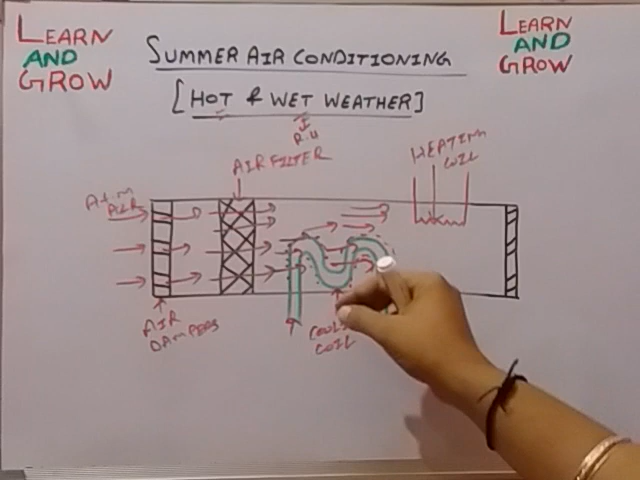 LEARN
AND
GROW
SUMMER AIR CONDITIONING
[HOT & WET WEATHER]
R.H
LEARN
AND
GROW
AIR FILTER
HEATING
COIL
At.m
AIR
AIR
DAMPERS
COIL